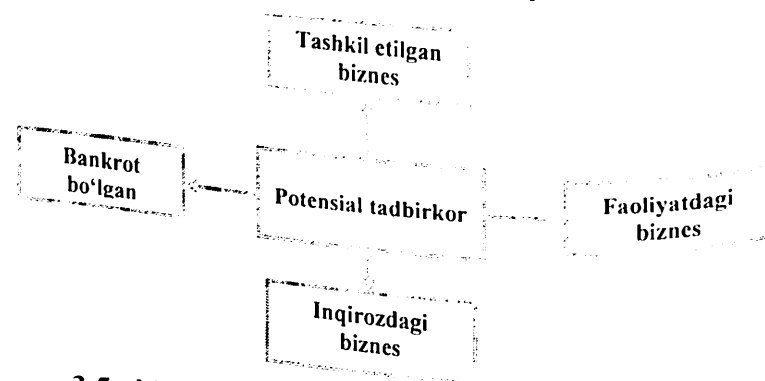 Tashkil etilgan
biznes
Bankrot
bo‘lgan
Potensial tadbirkor
Faoliyatdagi
biznes
Inqirozdagi
biznes